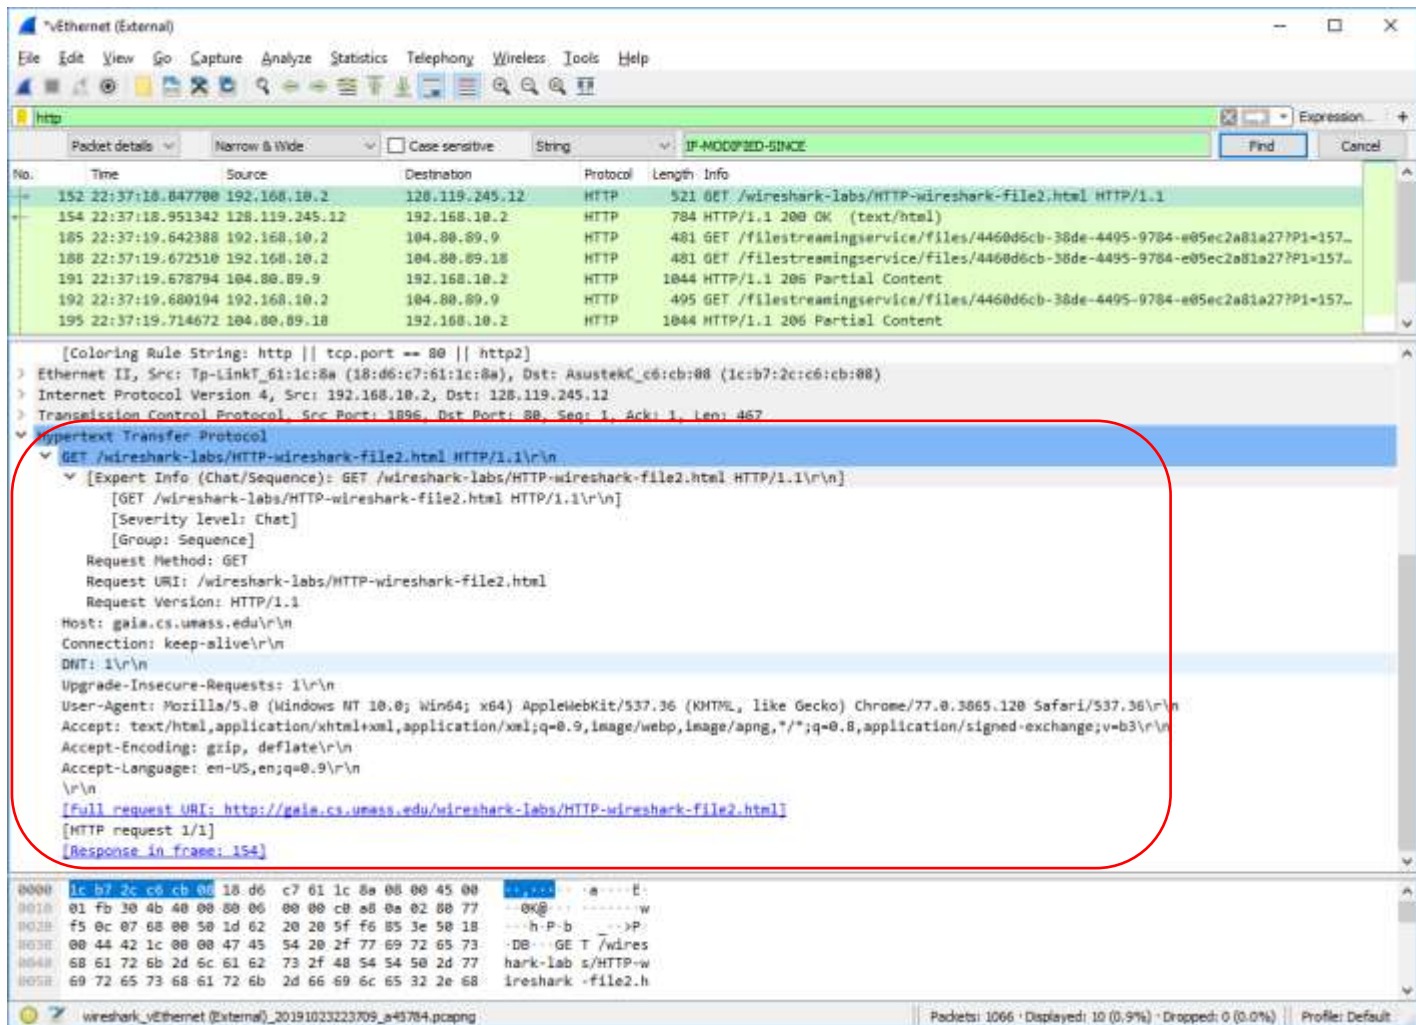 *vEthernet (External)
File Edit View Go Capture Analyze Statistics Telephony Wireless Tools Help
http Expression... +
Packet details Narrow & Wide Case sensitive String IF-MODIFIED-SINCE Find Cancel
No. Time Source Destination Protocol Length Info
152 22:37:18.847700 192.168.10.2 128.119.245.12 HTTP 521 GET /wireshark-labs/HTTP-wireshark-file2.html HTTP/1.1
154 22:37:18.951342 128.119.245.12 192.168.10.2 HTTP 784 HTTP/1.1 200 OK (text/html)
185 22:37:19.642388 192.168.10.2 104.80.89.9 HTTP 481 GET /filestreamingservice/files/4460d6cb-38de-4495-9784-e05ec2a81a27?P1=157…
188 22:37:19.672510 192.168.10.2 104.80.89.18 HTTP 481 GET /filestreamingservice/files/4460d6cb-38de-4495-9784-e05ec2a81a27?P1=157…
191 22:37:19.678794 104.80.89.9 192.168.10.2 HTTP 1044 HTTP/1.1 206 Partial Content
192 22:37:19.680194 192.168.10.2 104.80.89.9 HTTP 495 GET /filestreamingservice/files/4460d6cb-38de-4495-9784-e05ec2a81a27?P1=157…
195 22:37:19.714672 104.80.89.18 192.168.10.2 HTTP 1044 HTTP/1.1 206 Partial Content
[Coloring Rule String: http || tcp.port == 80 || http2]
Ethernet II, Src: Tp-LinkT_61:1c:8a (18:d6:c7:61:1c:8a), Dst: AsustekC_c6:cb:08 (1c:b7:2c:c6:cb:08)
Internet Protocol Version 4, Src: 192.168.10.2, Dst: 128.119.245.12
Transmission Control Protocol, Src Port: 1896, Dst Port: 80, Seq: 1, Ack: 1, Len: 467
Hypertext Transfer Protocol
GET /wireshark-labs/HTTP-wireshark-file2.html HTTP/1.1\r\n
[Expert Info (Chat/Sequence): GET /wireshark-labs/HTTP-wireshark-file2.html HTTP/1.1\r\n]
[GET /wireshark-labs/HTTP-wireshark-file2.html HTTP/1.1\r\n]
[Severity level: Chat]
[Group: Sequence]
Request Method: GET
Request URI: /wireshark-labs/HTTP-wireshark-file2.html
Request Version: HTTP/1.1
Host: gaia.cs.umass.edu\r\n
Connection: keep-alive\r\n
DNT: 1\r\n
Upgrade-Insecure-Requests: 1\r\n
User-Agent: Mozilla/5.0 (Windows NT 10.0; Win64; x64) AppleWebKit/537.36 (KHTML, like Gecko) Chrome/77.0.3865.120 Safari/537.36\r\n
Accept: text/html,application/xhtml+xml,application/xml;q=0.9,image/webp,image/apng,*/*;q=0.8,application/signed-exchange;v=b3\r\n
Accept-Encoding: gzip, deflate\r\n
Accept-Language: en-US,en;q=0.9\r\n
\r\n
[Full request URI: http://gaia.cs.umass.edu/wireshark-labs/HTTP-wireshark-file2.html]
[HTTP request 1/1]
[Response in frame: 154]
0000 1c b7 2c c6 cb 08 18 d6 c7 61 1c 8a 08 00 45 00 ··,··· ·· ·a····E·
0010 01 fb 30 4b 40 00 80 06 00 00 c0 a8 0a 02 80 77 ··0K@··· ·······w
0020 f5 0c 07 68 00 50 1d 62 20 20 5f f6 85 3e 50 18 ···h·P·b _··>P·
0030 00 44 42 1c 00 00 47 45 54 20 2f 77 69 72 65 73 ·DB···GE T /wires
0040 68 61 72 6b 2d 6c 61 62 73 2f 48 54 54 50 2d 77 hark-lab s/HTTP-w
0050 69 72 65 73 68 61 72 6b 2d 66 69 6c 65 32 2e 68 ireshark -file2.h
wireshark_vEthernet (External)_20191023223709_a45784.pcapng Packets: 1066 · Displayed: 10 (0.9%) · Dropped: 0 (0.0%) Profile: Default